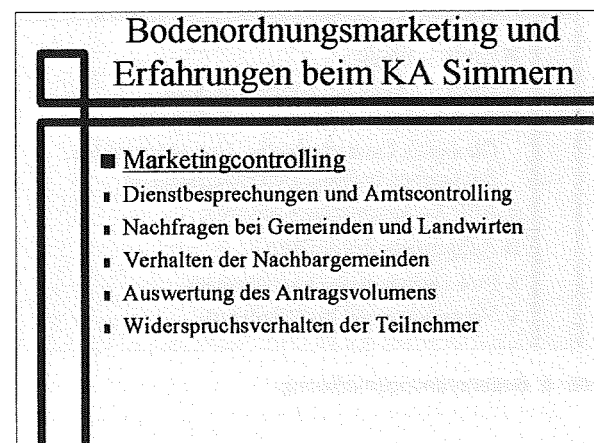 Bodenordnungsmarketing und
Erfahrungen beim KA Simmern
■ Marketingcontrolling
▪ Dienstbesprechungen und Amtscontrolling
▪ Nachfragen bei Gemeinden und Landwirten
▪ Verhalten der Nachbargemeinden
▪ Auswertung des Antragsvolumens
▪ Widerspruchsverhalten der Teilnehmer